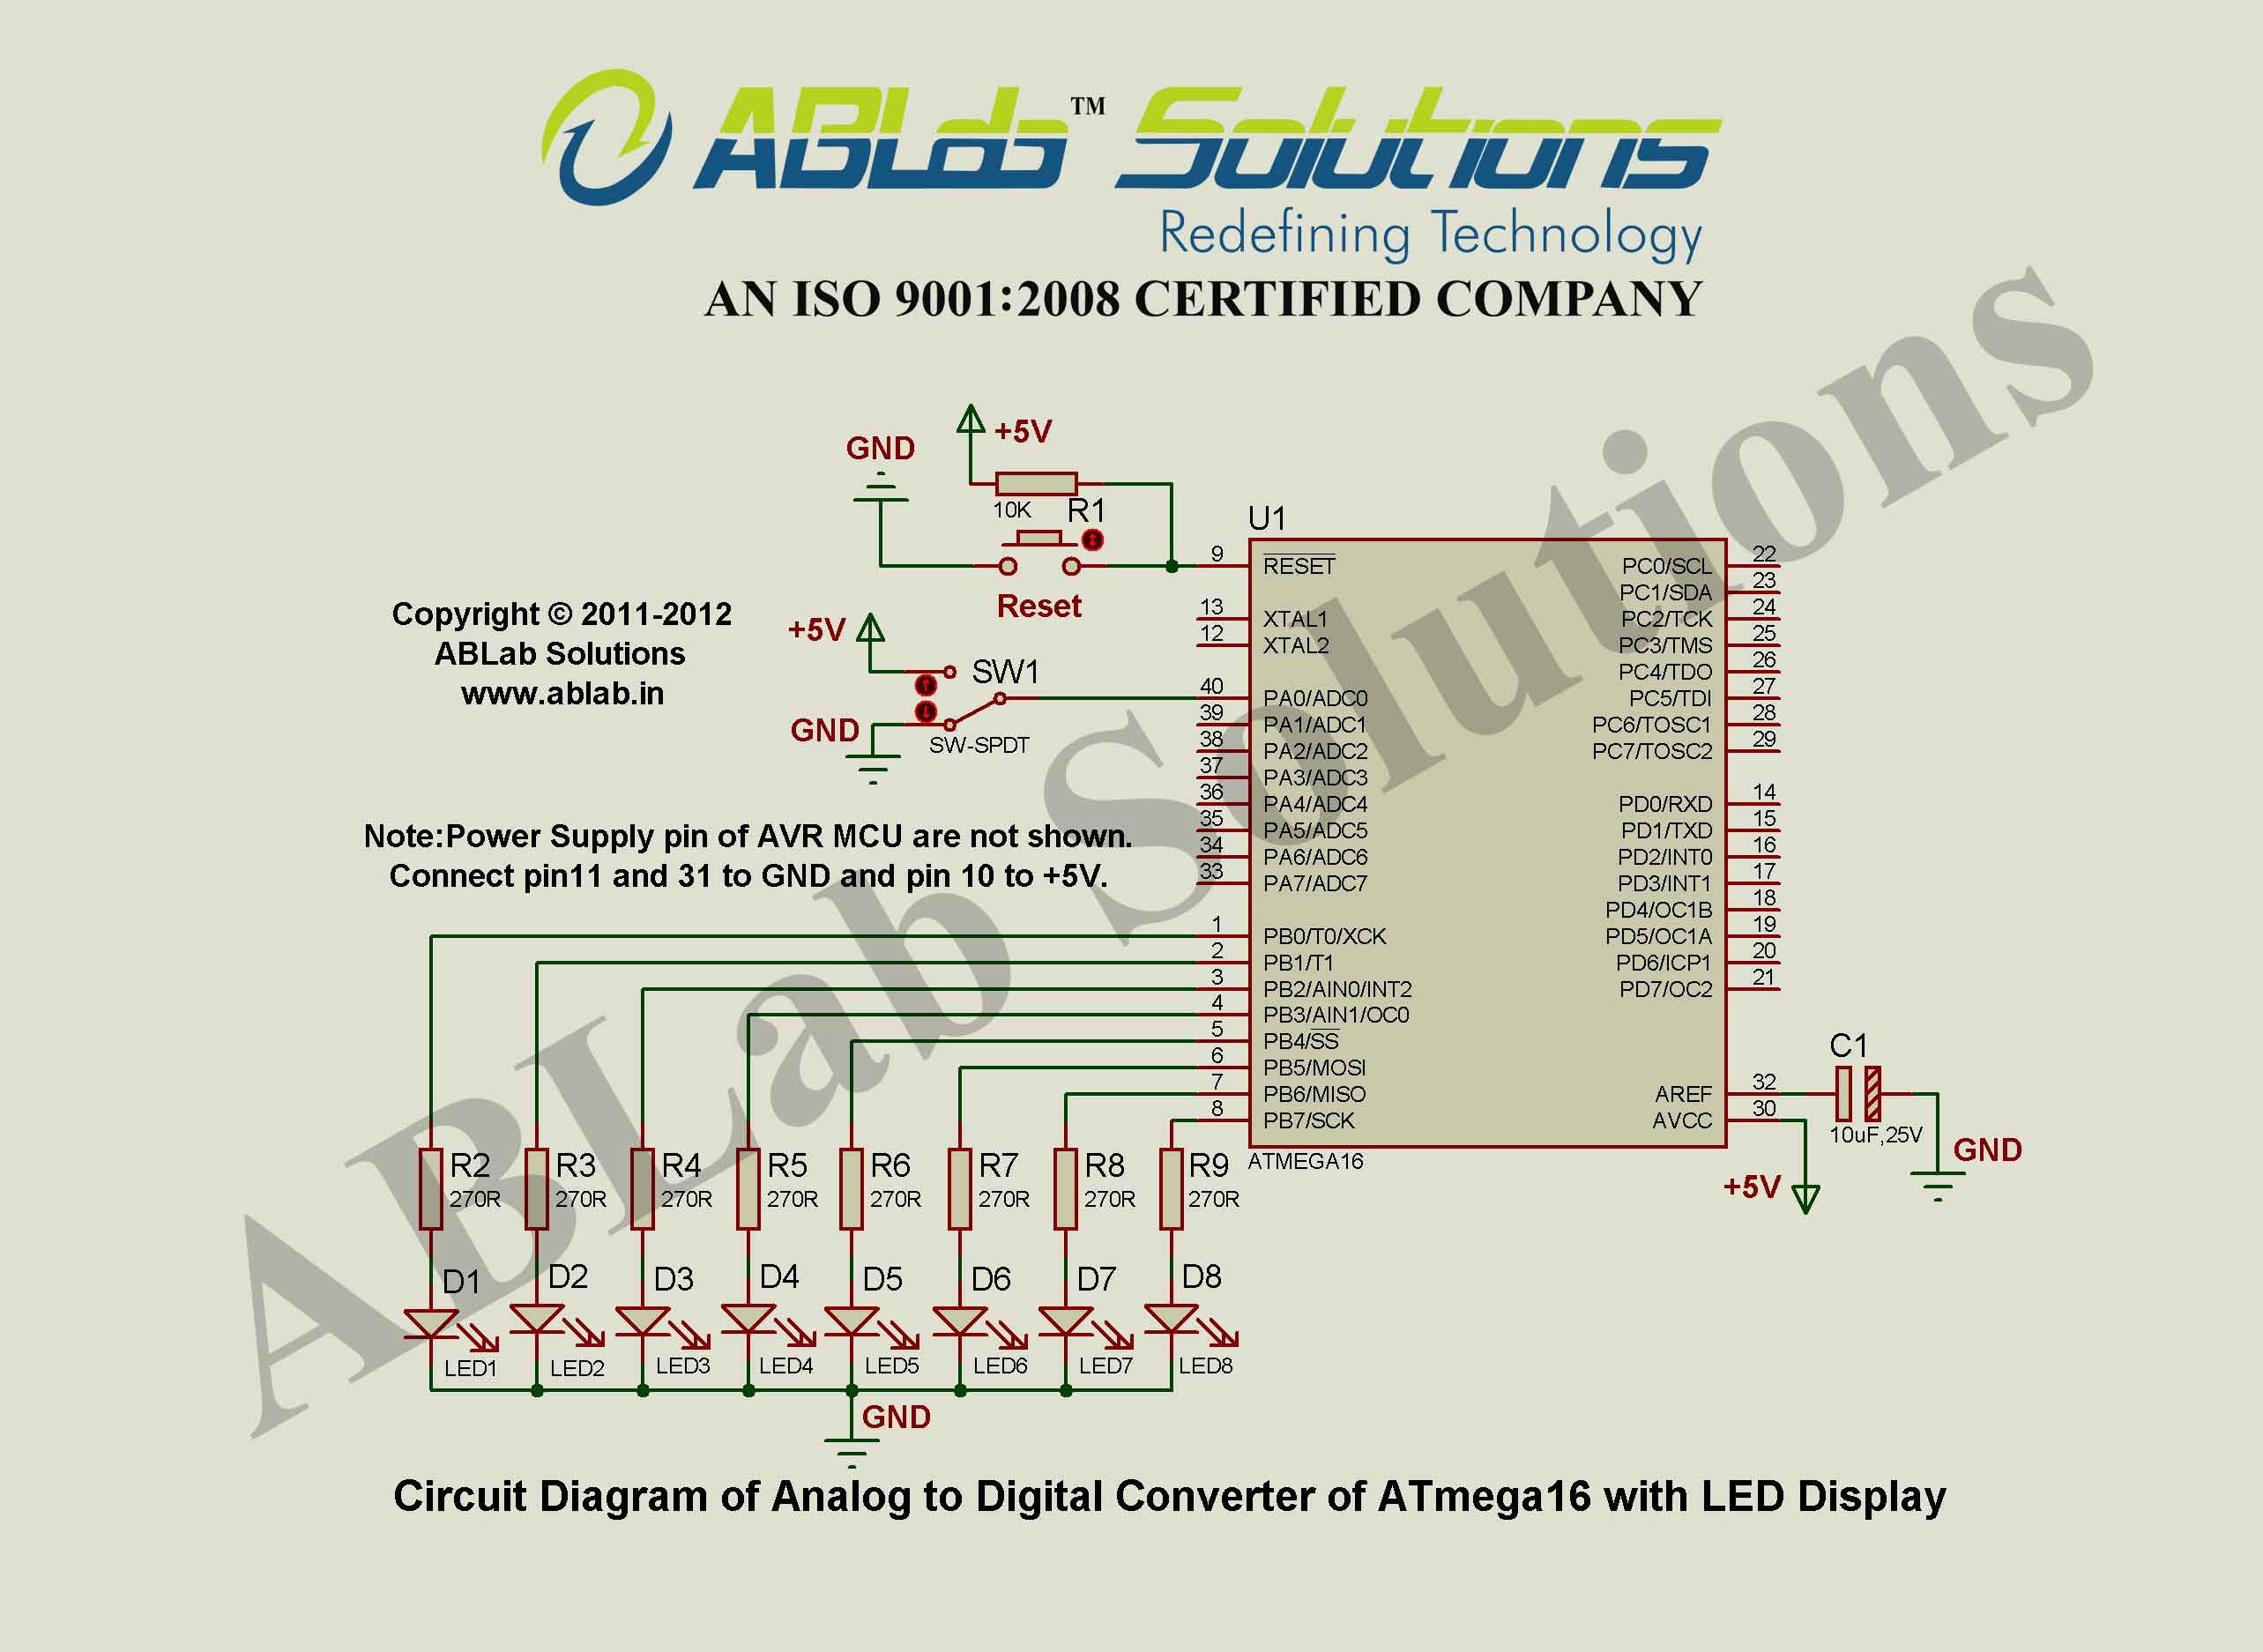 ABLab™ Solutions
Redefining Technology
AN ISO 9001:2008 CERTIFIED COMPANY
GND
+5V
10K
R1
Reset
Copyright © 2011-2012
ABLab Solutions
www.ablab.in
+5V
SW1
GND
SW-SPDT
Note:Power Supply pin of AVR MCU are not shown.
Connect pin11 and 31 to GND and pin 10 to +5V.
U1
9 RESET
13 XTAL1
12 XTAL2
40 PA0/ADC0
39 PA1/ADC1
38 PA2/ADC2
37 PA3/ADC3
36 PA4/ADC4
35 PA5/ADC5
34 PA6/ADC6
33 PA7/ADC7
1 PB0/T0/XCK
2 PB1/T1
3 PB2/AIN0/INT2
4 PB3/AIN1/OC0
5 PB4/SS
6 PB5/MOSI
7 PB6/MISO
8 PB7/SCK
PC0/SCL 22
PC1/SDA 23
PC2/TCK 24
PC3/TMS 25
PC4/TDO 26
PC5/TDI 27
PC6/TOSC1 28
PC7/TOSC2 29
PD0/RXD 14
PD1/TXD 15
PD2/INT0 16
PD3/INT1 17
PD4/OC1B 18
PD5/OC1A 19
PD6/ICP1 20
PD7/OC2 21
AREF 32
AVCC 30
ATMEGA16
C1
10uF,25V
GND
+5V
R2 R3 R4 R5 R6 R7 R8 R9
270R 270R 270R 270R 270R 270R 270R 270R
D1 D2 D3 D4 D5 D6 D7 D8
LED1 LED2 LED3 LED4 LED5 LED6 LED7 LED8
GND
Circuit Diagram of Analog to Digital Converter of ATmega16 with LED Display
ABLab Solutions